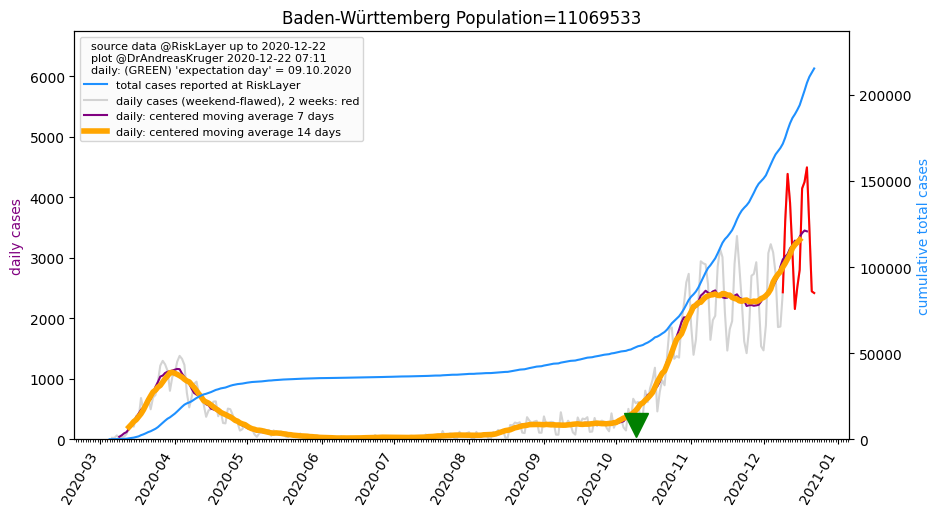 Baden-Württemberg Population=11069533
source data @RiskLayer up to 2020-12-22
plot @DrAndreasKruger 2020-12-22 07:11
daily: (GREEN) 'expectation day' = 09.10.2020
total cases reported at RiskLayer
daily cases (weekend-flawed), 2 weeks: red
daily: centered moving average 7 days
daily: centered moving average 14 days
daily cases
6000
5000
4000
3000
2000
1000
0
cumulative total cases
200000
150000
100000
50000
0
2020-03
2020-04
2020-05
2020-06
2020-07
2020-08
2020-09
2020-10
2020-11
2020-12
2021-01